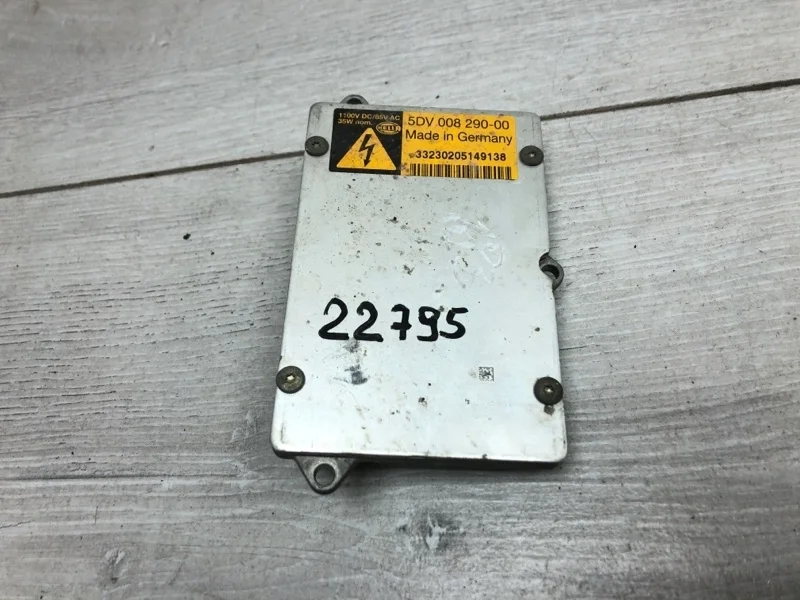 1100V DC/85V AC
35W nom.
HELLA
5DV 008 290-00
Made in Germany
33230205149138
22795